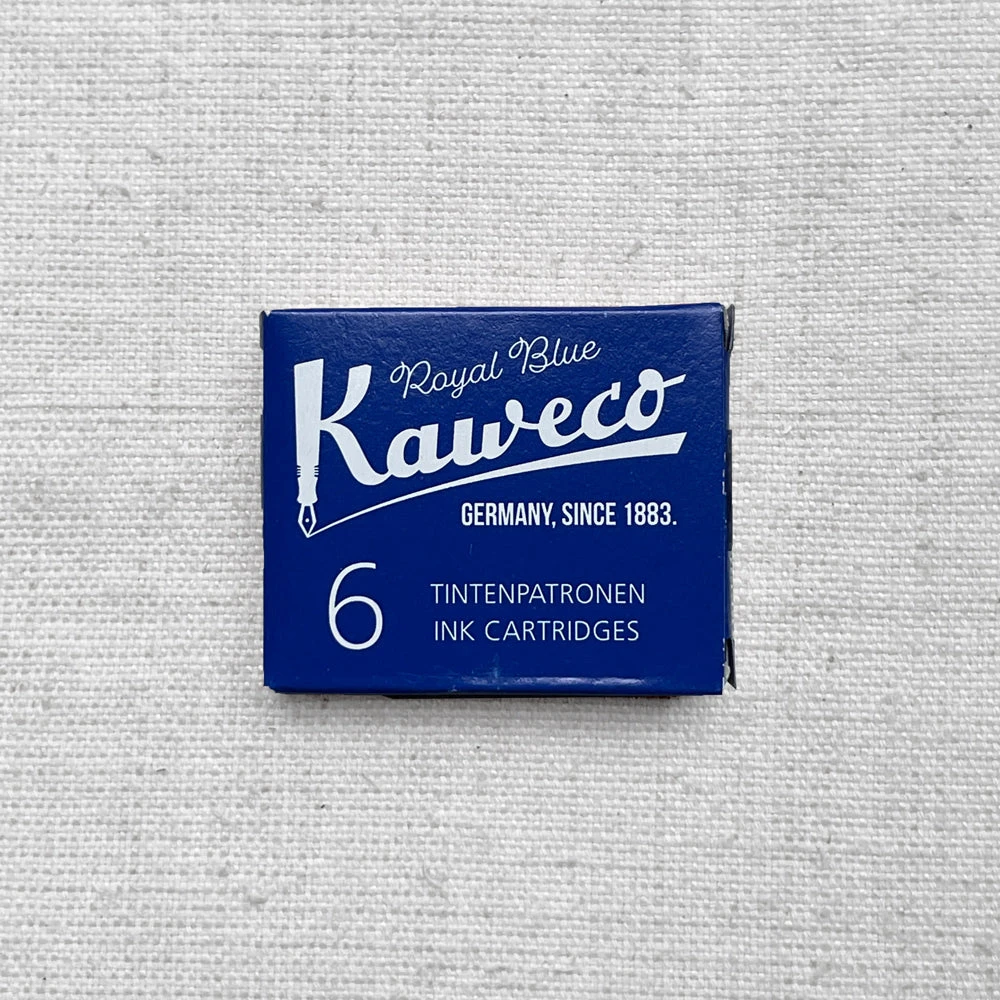 Royal Blue
Kaweco
GERMANY, SINCE 1883.
6
TINTENPATRONEN
INK CARTRIDGES